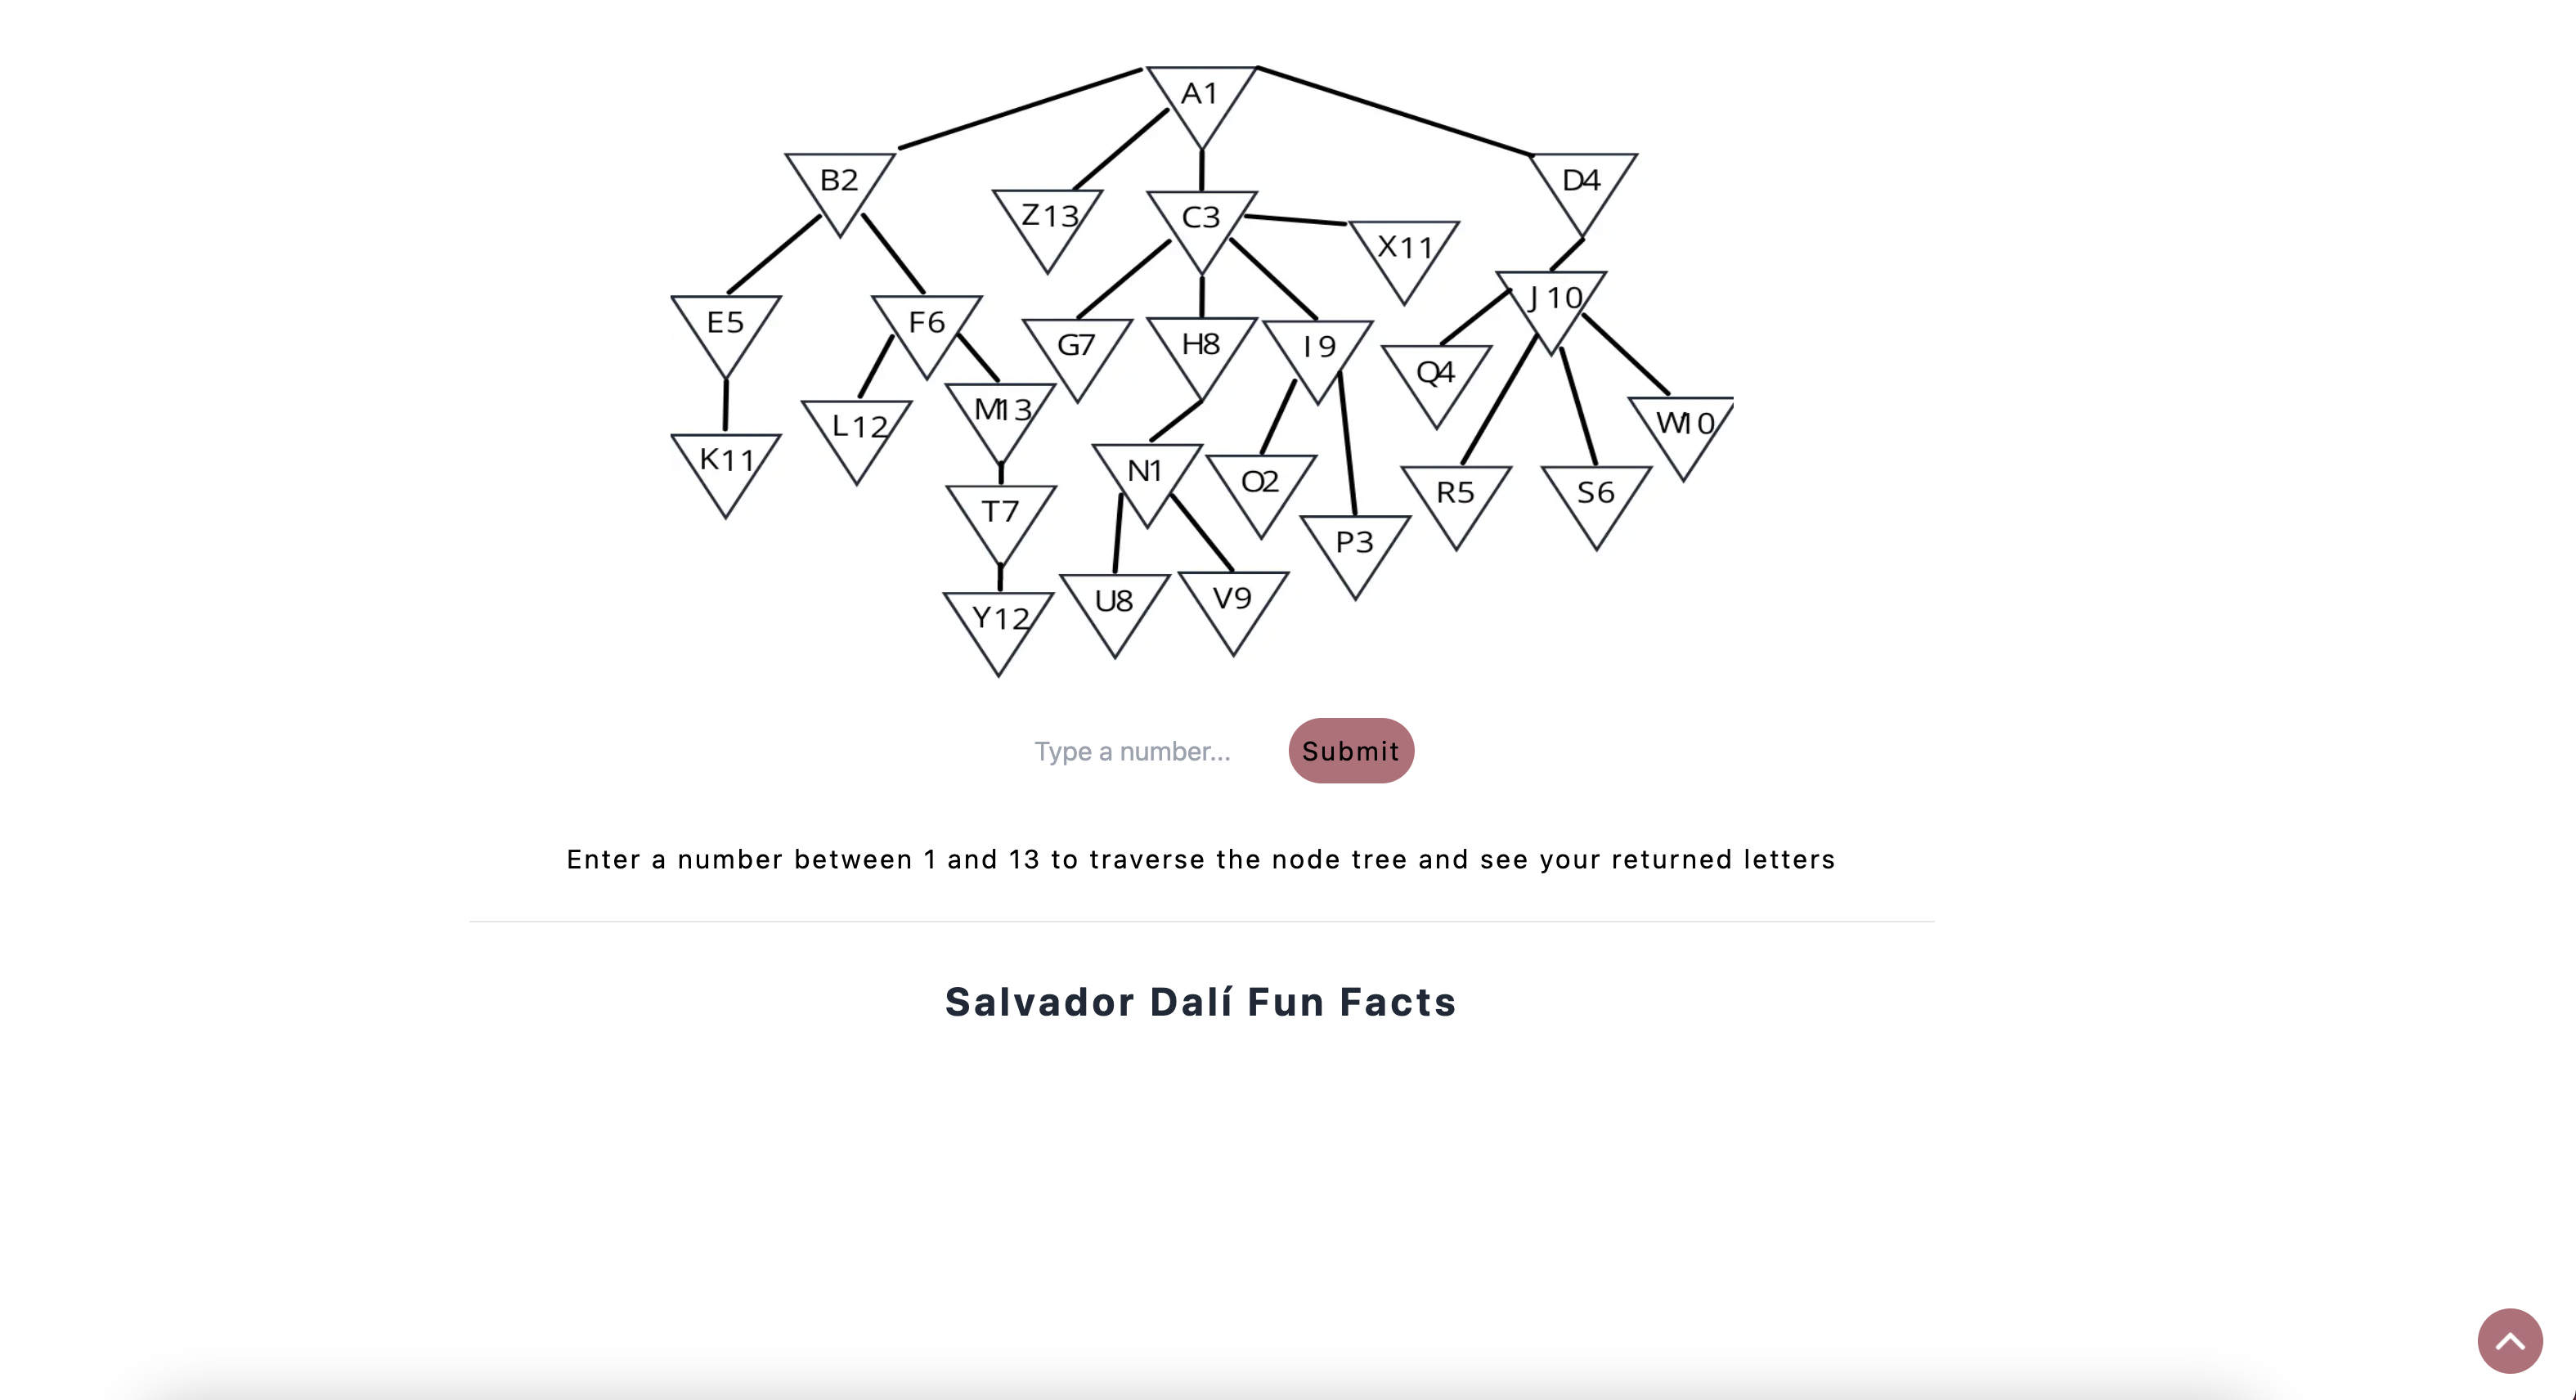 A1
B2
D4
Z13
C3
X11
J 10
E5
F6
G7
H8
I 9
Q4
L12
M13
W10
K11
N1
O2
R5
S6
T7
P3
Y12
U8
V9
Type a number...
Submit
Enter a number between 1 and 13 to traverse the node tree and see your returned letters
Salvador Dalí Fun Facts